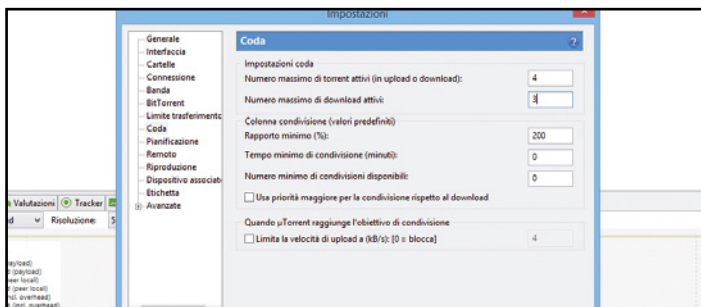 Impostazioni
Generale
Interfaccia
Cartelle
Connessione
Banda
BitTorrent
Limite trasferimento
Coda
Pianificazione
Remoto
Riproduzione
Dispositivo associat
Etichetta
Avanzate
Coda
Impostazioni coda
Numero massimo di torrent attivi (in upload o download): 4
Numero massimo di download attivi: 3
Colonna condivisione (valori predefiniti)
Rapporto minimo (%): 200
Tempo minimo di condivisione (minuti): 0
Numero minimo di condivisioni disponibili: 0
Usa priorità maggiore per la condivisione rispetto al download
Quando µTorrent raggiunge l'obiettivo di condivisione
Limita la velocità di upload a (kB/s): [0 = blocca] 4
Valutazioni Tracker
Risoluzione: 5
payload)
d (payload)
peer local)
d (peer local)
incl. overhead)
d (incl. overhead)